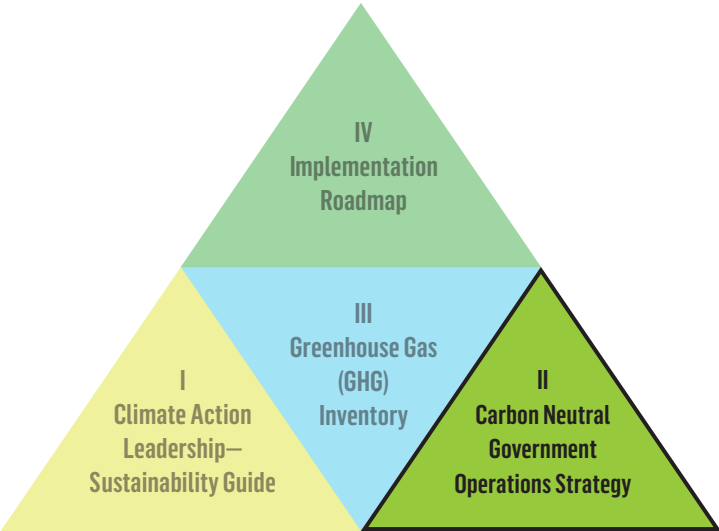 IV
Implementation
Roadmap
III
Greenhouse Gas
(GHG)
Inventory
I
Climate Action
Leadership—
Sustainability Guide
II
Carbon Neutral
Government
Operations Strategy